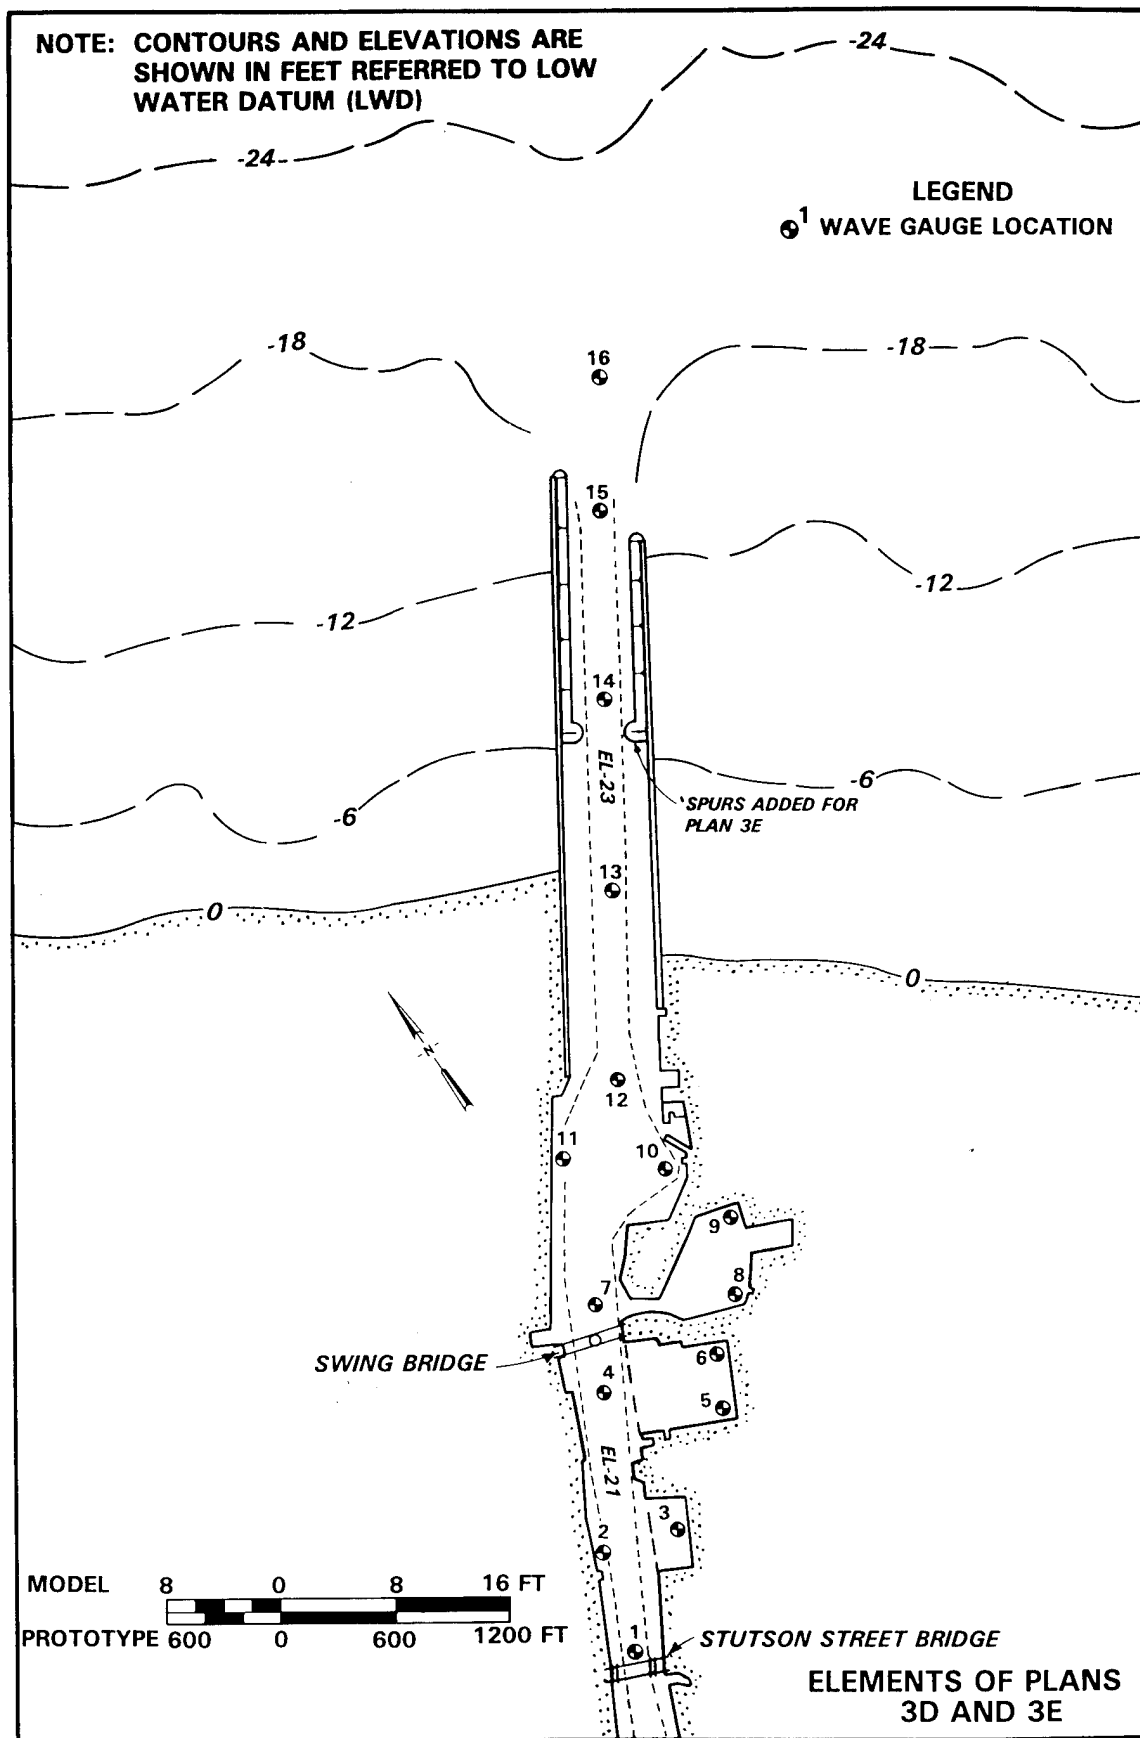 NOTE: CONTOURS AND ELEVATIONS ARE
SHOWN IN FEET REFERRED TO LOW
WATER DATUM (LWD)
-24
-24
LEGEND
1 WAVE GAUGE LOCATION
-18
-18
16
15
-12
-12
14
EL-23
-6
-6
SPURS ADDED FOR
PLAN 3E
13
0
0
N
12
11
10
9
8
7
SWING BRIDGE
6
4
5
EL-21
3
2
MODEL 8 0 8 16 FT
PROTOTYPE 600 0 600 1200 FT
1
STUTSON STREET BRIDGE
ELEMENTS OF PLANS
3D AND 3E